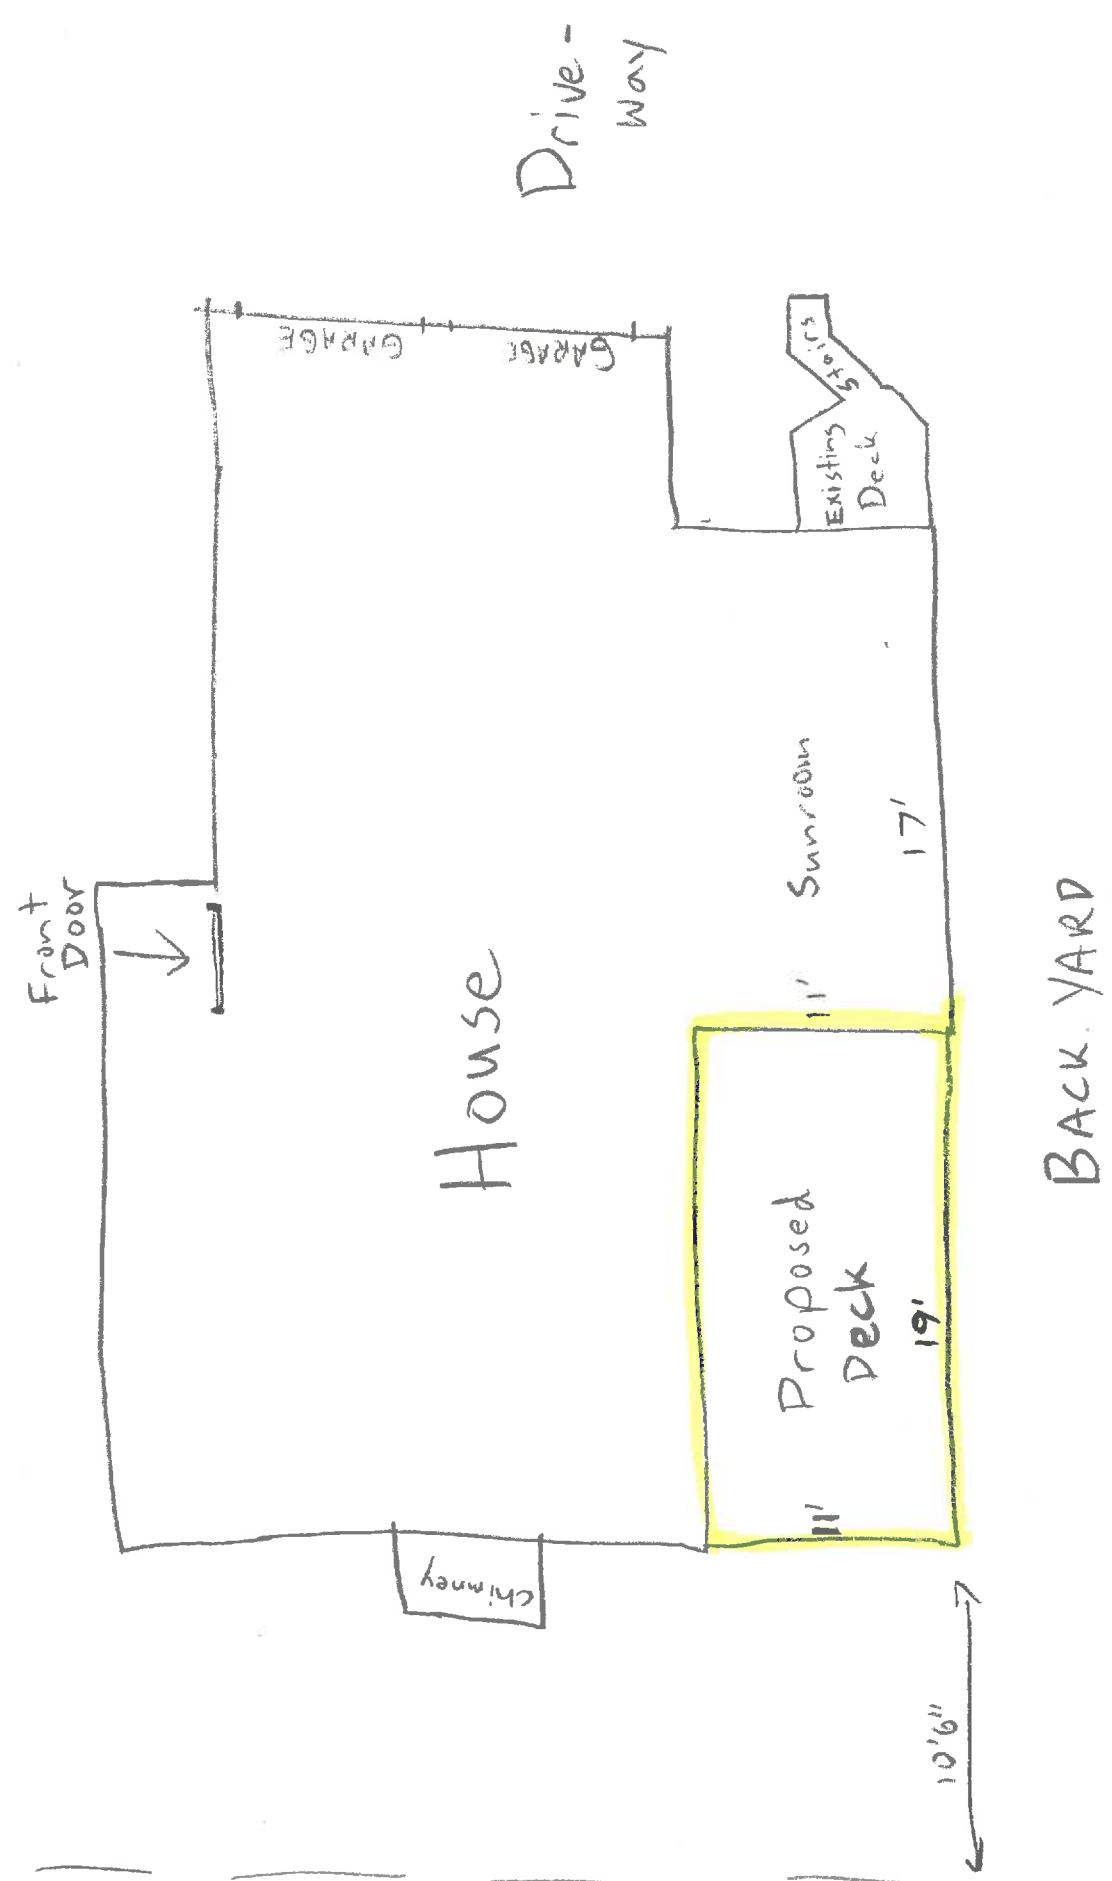 Front
Door
Drive-
way
GARAGE
GARAGE
Stairs
Existing
Deck
House
Sunroom
17'
11'
Proposed
Deck
19'
11'
Chimney
10'6"
BACK YARD